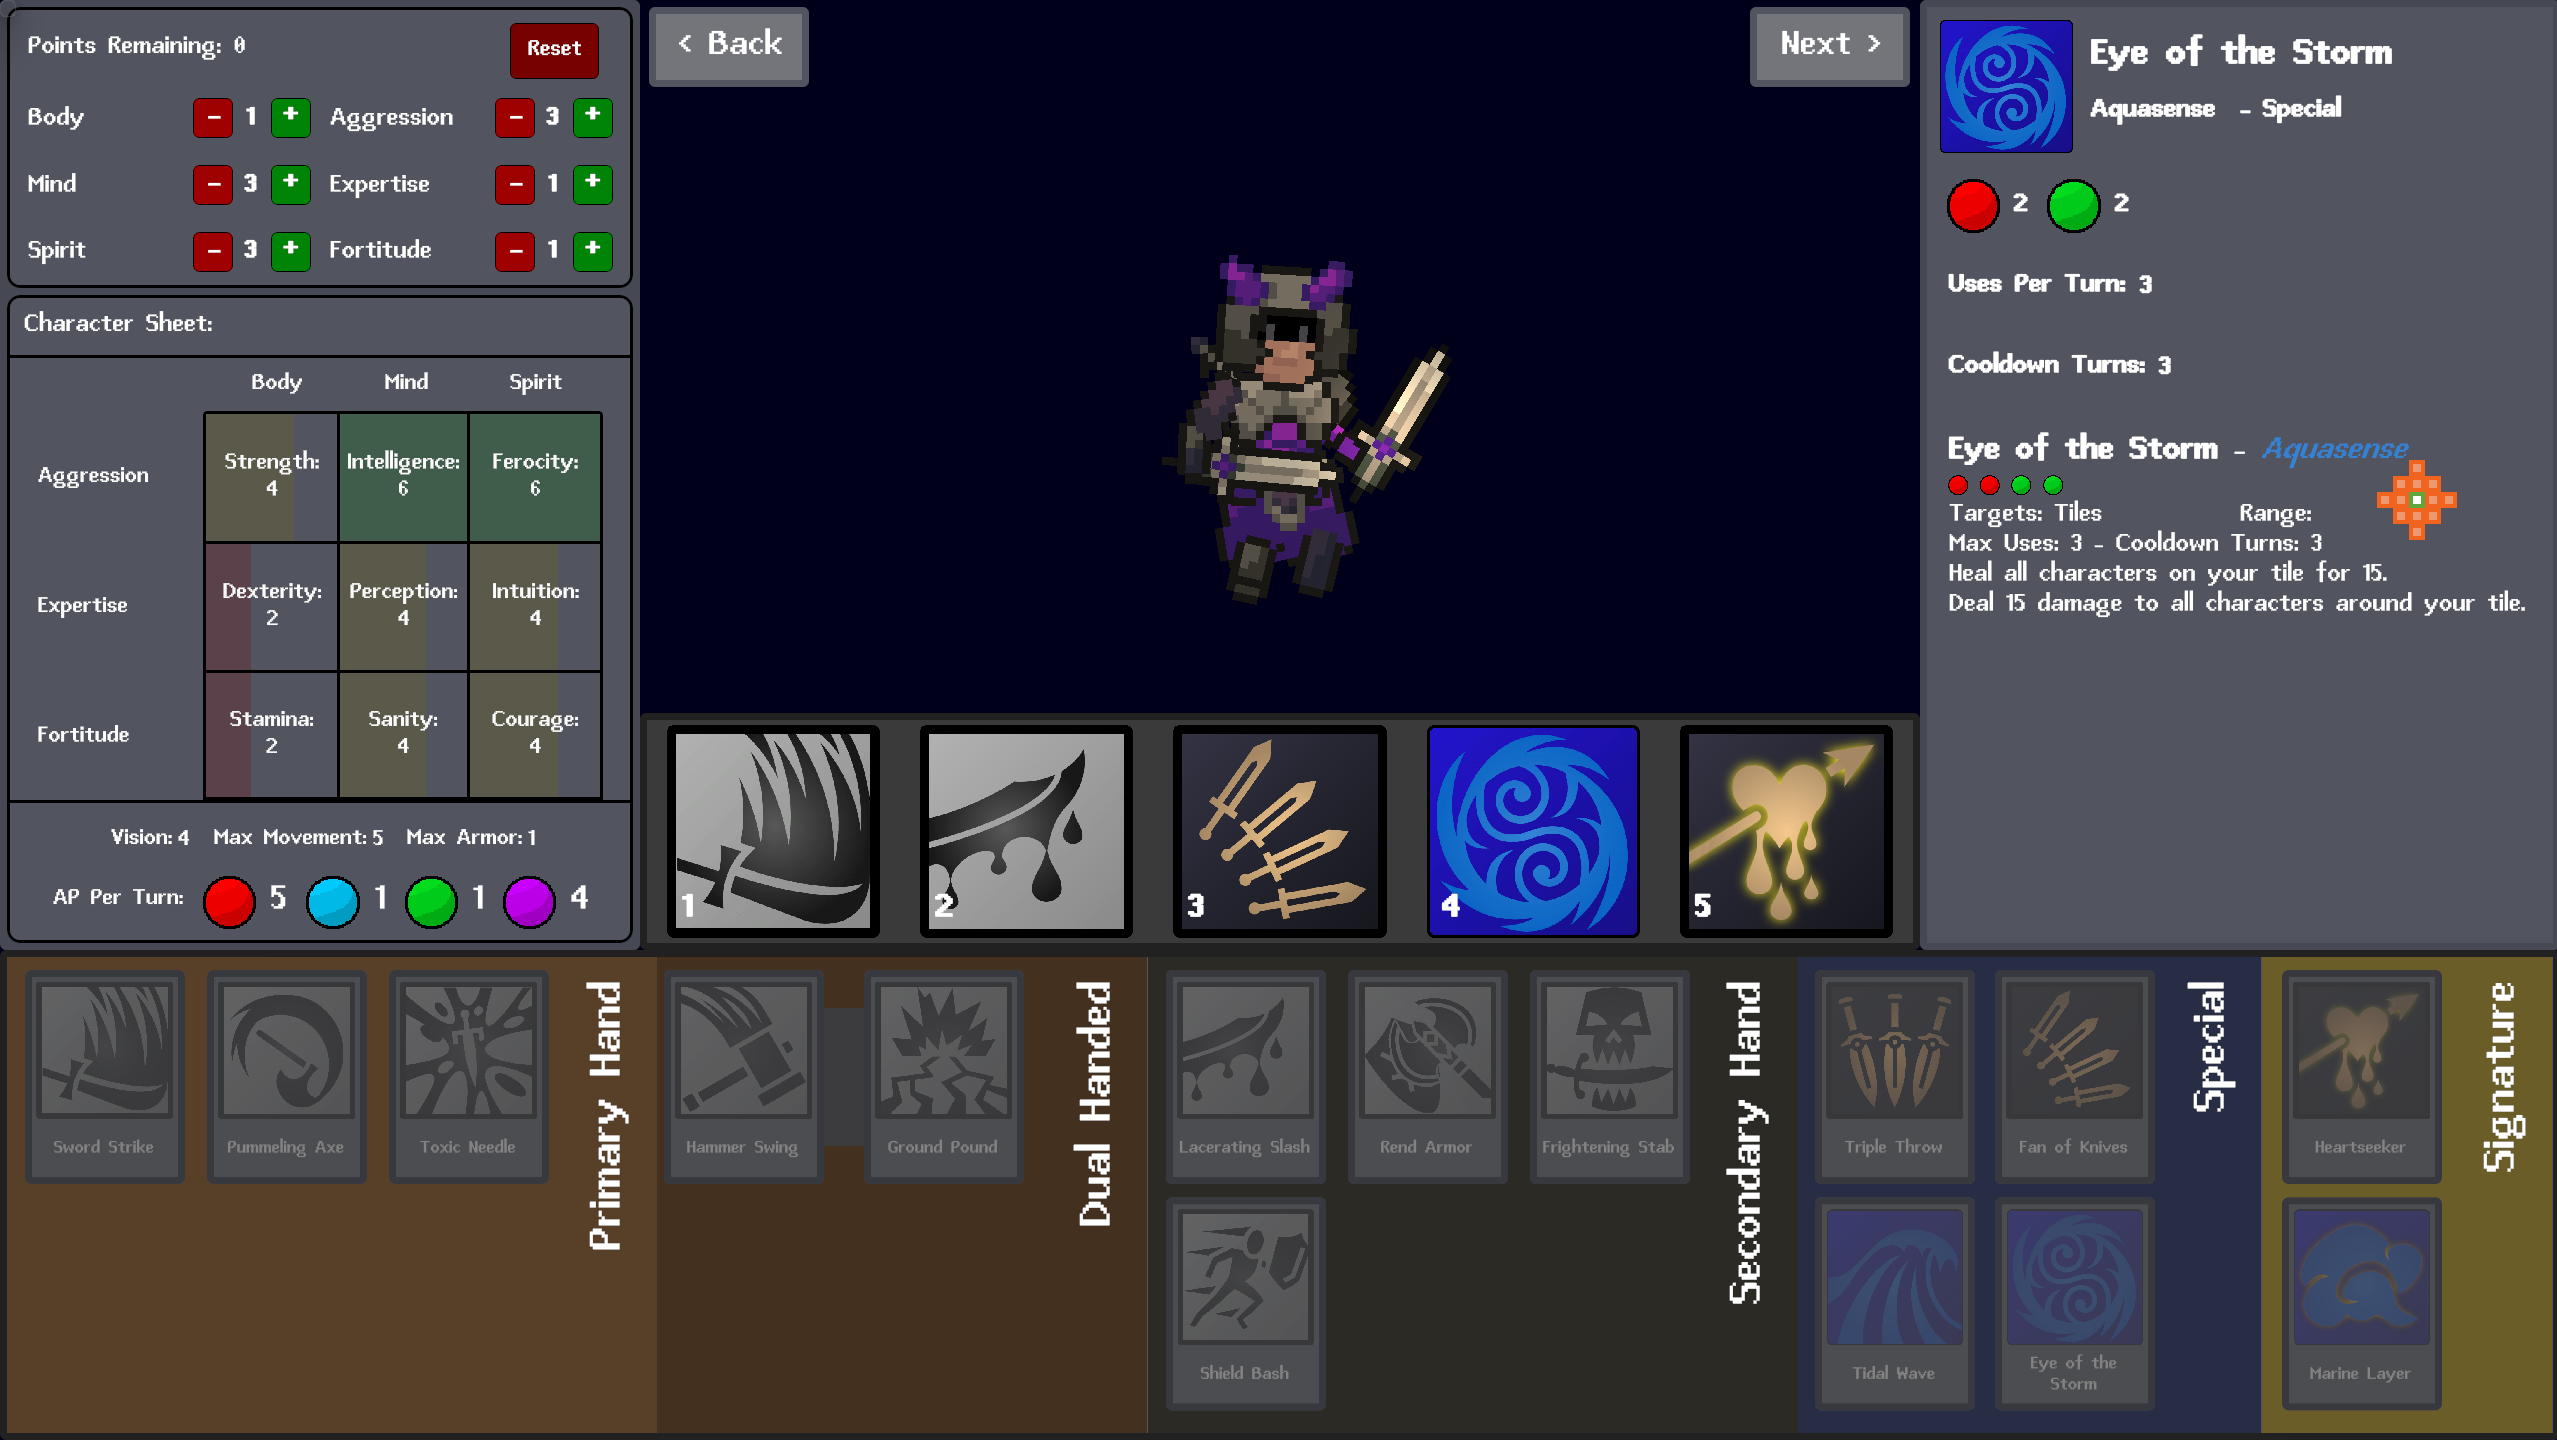 Points Remaining: 0
Reset
Body - 1 + Aggression - 3 +
Mind - 3 + Expertise - 1 +
Spirit - 3 + Fortitude - 1 +
Character Sheet:
Body Mind Spirit
Aggression
Strength: 4
Intelligence: 6
Ferocity: 6
Expertise
Dexterity: 2
Perception: 4
Intuition: 4
Fortitude
Stamina: 2
Sanity: 4
Courage: 4
Vision: 4 Max Movement: 5 Max Armor: 1
AP Per Turn: 5 1 1 4
< Back
Next >
1
2
3
4
5
Eye of the Storm
Aquasense - Special
2 2
Uses Per Turn: 3
Cooldown Turns: 3
Eye of the Storm - Aquasense
Targets: Tiles Range:
Max Uses: 3 - Cooldown Turns: 3
Heal all characters on your tile for 15.
Deal 15 damage to all characters around your tile.
Sword Strike
Pummeling Axe
Toxic Needle
Primary Hand
Hammer Swing
Ground Pound
Dual Handed
Lacerating Slash
Rend Armor
Frightening Stab
Shield Bash
Secondary Hand
Triple Throw
Fan of Knives
Tidal Wave
Eye of the
Storm
Special
Heartseeker
Marine Layer
Signature